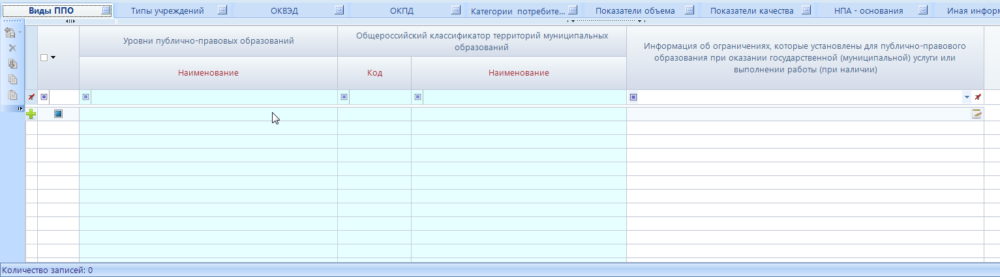 Виды ППО
Типы учреждений
ОКВЭД
ОКПД
Категории потребите...
Показатели объема
Показатели качества
НПА - основания
Иная информ
Уровни публично-правовых образований
Общероссийский классификатор территорий муниципальных
образований
Информация об ограничениях, которые установлены для публично-правового
образования при оказании государственной (муниципальной) услуги или
выполнении работы (при наличии)
Наименование
Код
Наименование
Количество записей: 0